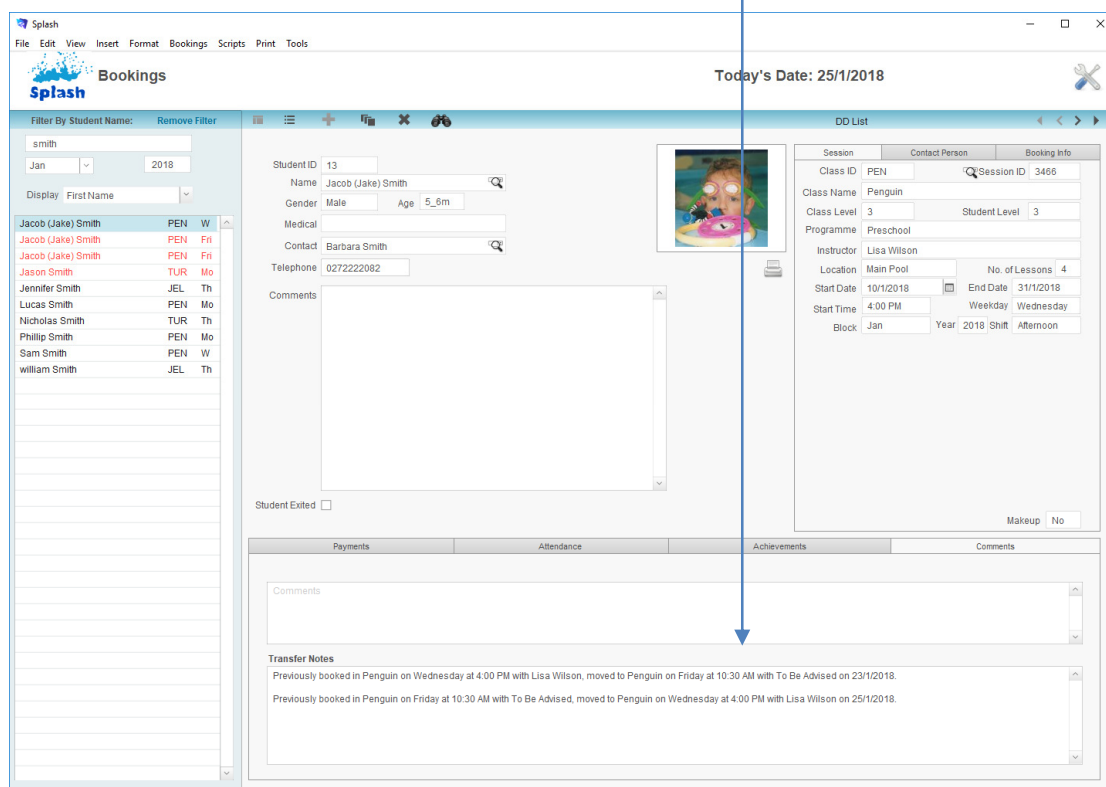 Splash
File Edit View Insert Format Bookings Scripts Print Tools
Splash
Bookings
Today's Date: 25/1/2018
Filter By Student Name: Remove Filter
DD List
smith
Jan 2018
Display First Name
Jacob (Jake) Smith PEN W
Jacob (Jake) Smith PEN Fri
Jacob (Jake) Smith PEN Fri
Jason Smith TUR Mo
Jennifer Smith JEL Th
Lucas Smith PEN Mo
Nicholas Smith TUR Th
Phillip Smith PEN Mo
Sam Smith PEN W
william Smith JEL Th
Student ID 13
Name Jacob (Jake) Smith
Gender Male Age 5_6m
Medical
Contact Barbara Smith
Telephone 0272222082
Comments
Student Exited
Session Contact Person Booking Info
Class ID PEN Session ID 3466
Class Name Penguin
Class Level 3 Student Level 3
Programme Preschool
Instructor Lisa Wilson
Location Main Pool No. of Lessons 4
Start Date 10/1/2018 End Date 31/1/2018
Start Time 4:00 PM Weekday Wednesday
Block Jan Year 2018 Shift Afternoon
Makeup No
Payments Attendance Achievements Comments
Comments
Transfer Notes
Previously booked in Penguin on Wednesday at 4:00 PM with Lisa Wilson, moved to Penguin on Friday at 10:30 AM with To Be Advised on 23/1/2018.
Previously booked in Penguin on Friday at 10:30 AM with To Be Advised, moved to Penguin on Wednesday at 4:00 PM with Lisa Wilson on 25/1/2018.